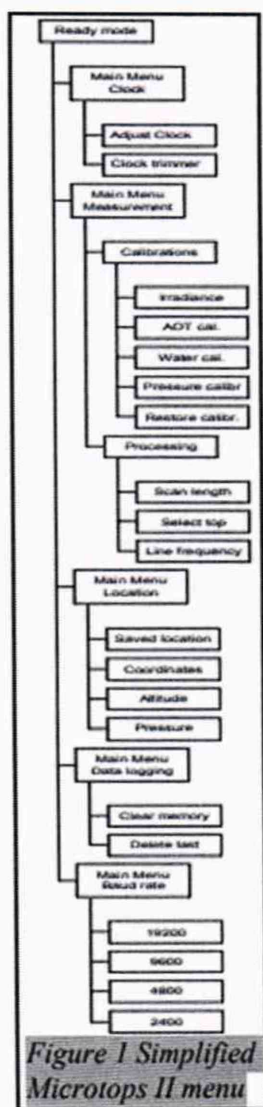 Ready mode
Main Menu
Clock
Adjust Clock
Clock trimmer
Main Menu
Measurement
Calibrations
Irradiance
AOT cal.
Water cal.
Pressure calibr
Restore calibr.
Processing
Scan length
Select top
Line frequency
Main Menu
Location
Saved location
Coordinates
Altitude
Pressure
Main Menu
Data logging
Clear memory
Delete last
Main Menu
Baud rate
19200
9600
4800
2400
Figure 1 Simplified
Microtops II menu